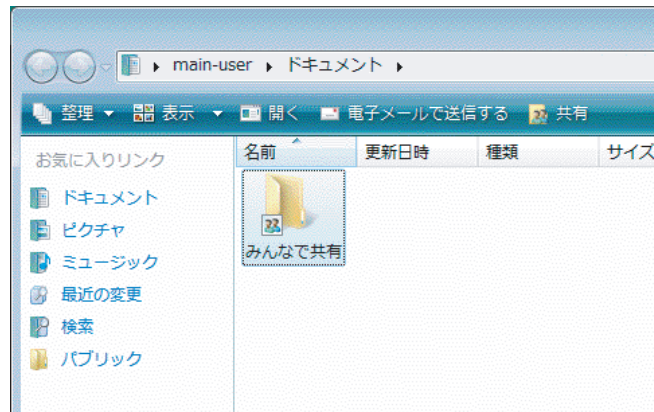 main-user ドキュメント
整理 表示 開く 電子メールで送信する 共有
お気に入りリンク
ドキュメント
ピクチャ
ミュージック
最近の変更
検索
パブリック
名前 更新日時 種類 サイズ
みんなで共有